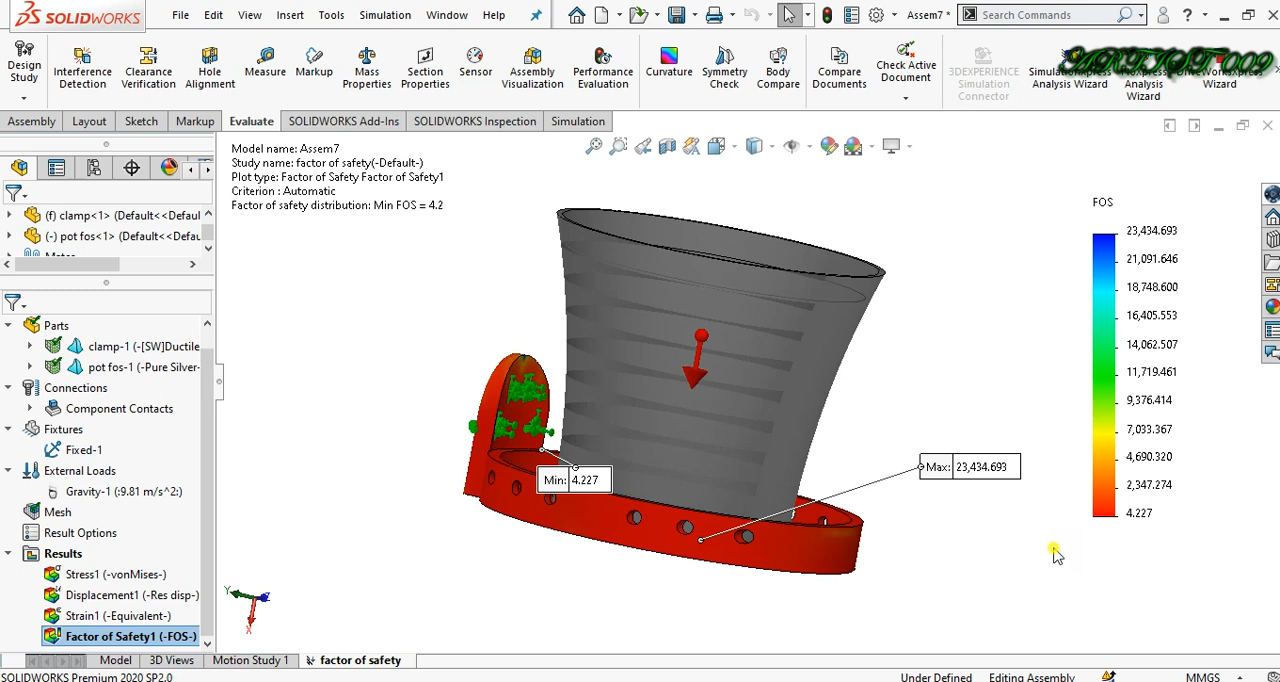 SOLIDWORKS File Edit View Insert Tools Simulation Window Help Assem7 * Search Commands
Design Study
Interference Detection
Clearance Verification
Hole Alignment
Measure
Markup
Mass Properties
Section Properties
Sensor
Assembly Visualization
Performance Evaluation
Curvature
Symmetry Check
Body Compare
Compare Documents
Check Active Document
3DEXPERIENCE Simulation Connector
Analysis Wizard
Analysis Wizard
Wizard
ARTIST 009
Assembly Layout Sketch Markup Evaluate SOLIDWORKS Add-Ins SOLIDWORKS Inspection Simulation
Model name: Assem7
Study name: factor of safety(-Default-)
Plot type: Factor of Safety Factor of Safety1
Criterion : Automatic
Factor of safety distribution: Min FOS = 4.2
(f) clamp<1> (Default<<Defaul
(-) pot fos<1> (Default<<Defau
Parts
clamp-1 (-[SW]Ductile
pot fos-1 (-Pure Silver-
Connections
Component Contacts
Fixtures
Fixed-1
External Loads
Gravity-1 (:9.81 m/s^2:)
Mesh
Result Options
Results
Stress1 (-vonMises-)
Displacement1 (-Res disp-)
Strain1 (-Equivalent-)
Factor of Safety1 (-FOS-)
Min: 4.227
Max: 23,434.693
FOS
23,434.693
21,091.646
18,748.600
16,405.553
14,062.507
11,719.461
9,376.414
7,033.367
4,690.320
2,347.274
4.227
Y Z
X
Model 3D Views Motion Study 1 factor of safety
SOLIDWORKS Premium 2020 SP2.0 Under Defined Editing Assembly MMGS